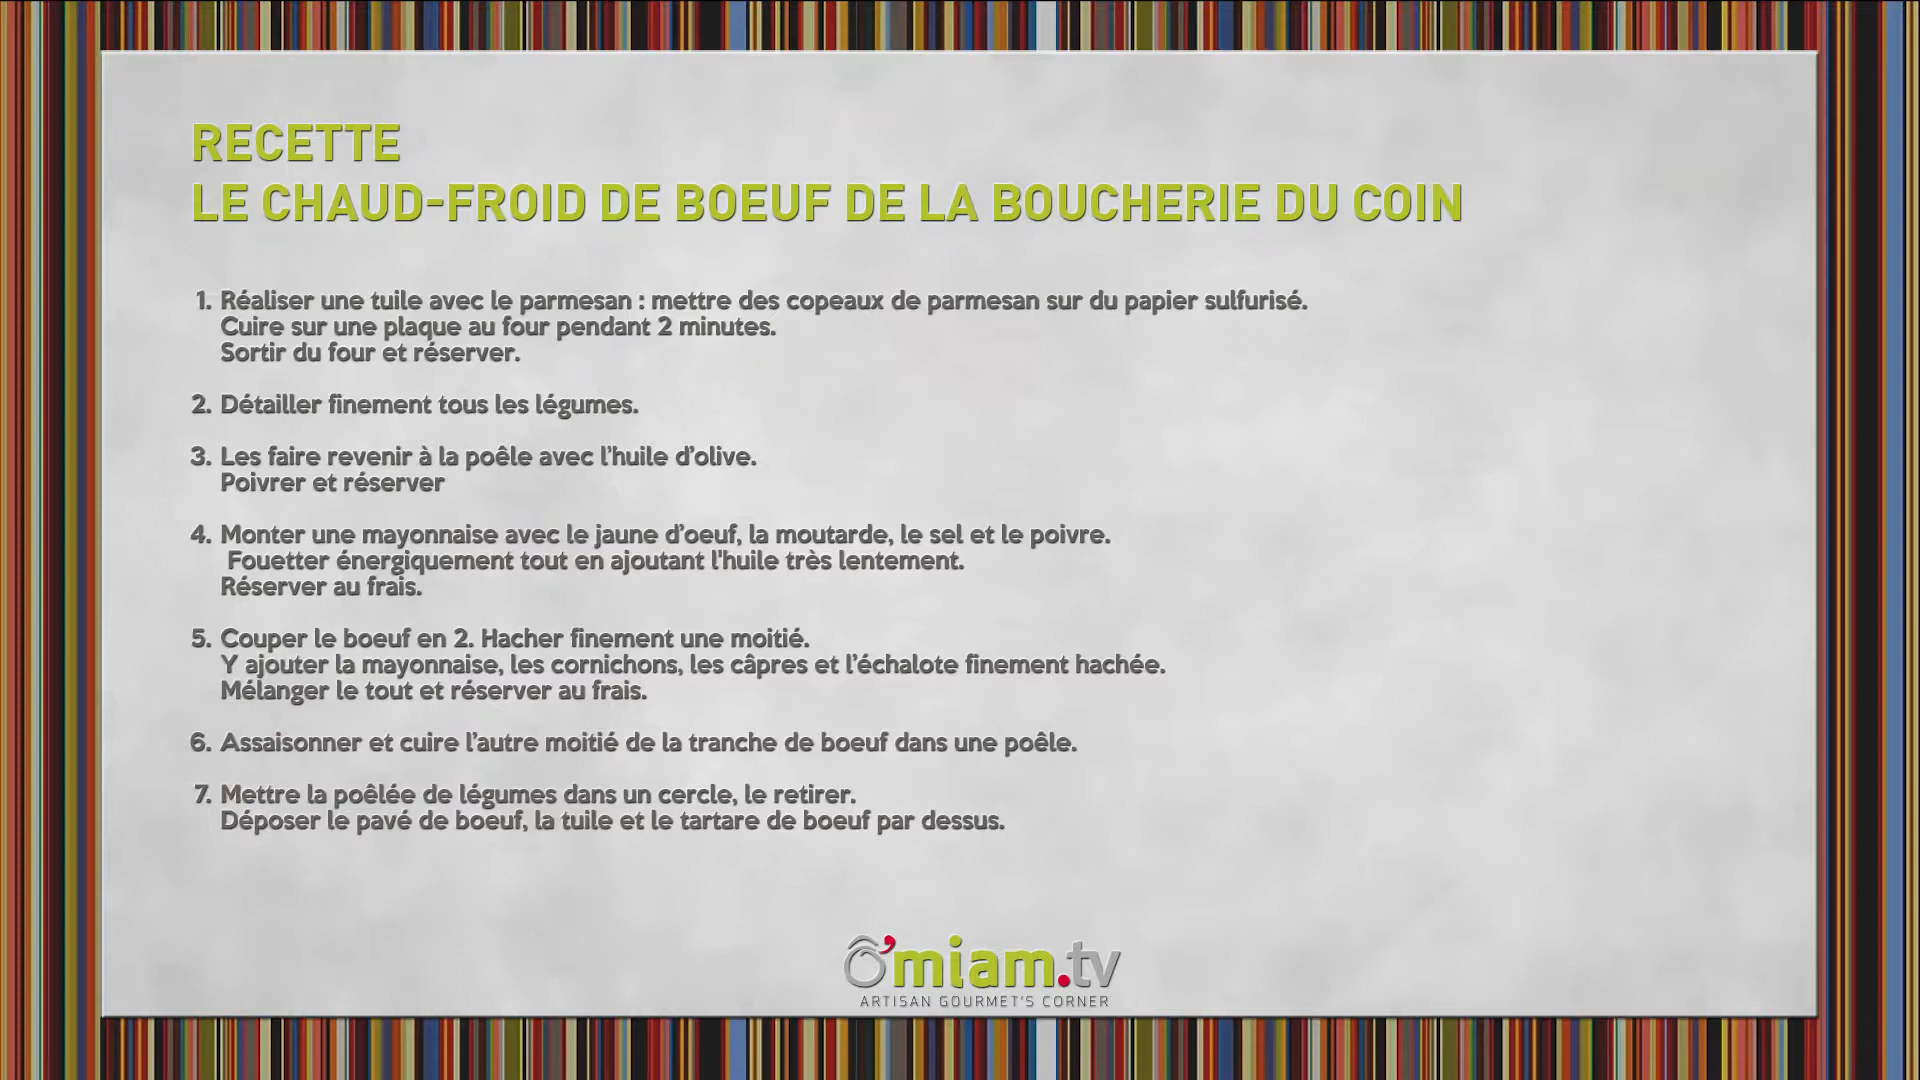 RECETTE
LE CHAUD-FROID DE BOEUF DE LA BOUCHERIE DU COIN
1. Réaliser une tuile avec le parmesan : mettre des copeaux de parmesan sur du papier sulfurisé.
Cuire sur une plaque au four pendant 2 minutes.
Sortir du four et réserver.
2. Détailler finement tous les légumes.
3. Les faire revenir à la poêle avec l’huile d’olive.
Poivrer et réserver
4. Monter une mayonnaise avec le jaune d’oeuf, la moutarde, le sel et le poivre.
Fouetter énergiquement tout en ajoutant l'huile très lentement.
Réserver au frais.
5. Couper le boeuf en 2. Hacher finement une moitié.
Y ajouter la mayonnaise, les cornichons, les câpres et l’échalote finement hachée.
Mélanger le tout et réserver au frais.
6. Assaisonner et cuire l’autre moitié de la tranche de boeuf dans une poêle.
7. Mettre la poêlée de légumes dans un cercle, le retirer.
Déposer le pavé de boeuf, la tuile et le tartare de boeuf par dessus.
Ô’miam.tv
ARTISAN GOURMET’S CORNER